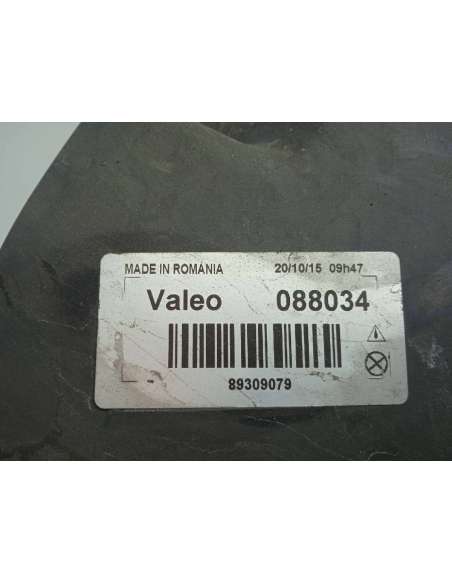 MADE IN ROMANIA 20/10/15 09h47
Valeo 088034
89309079